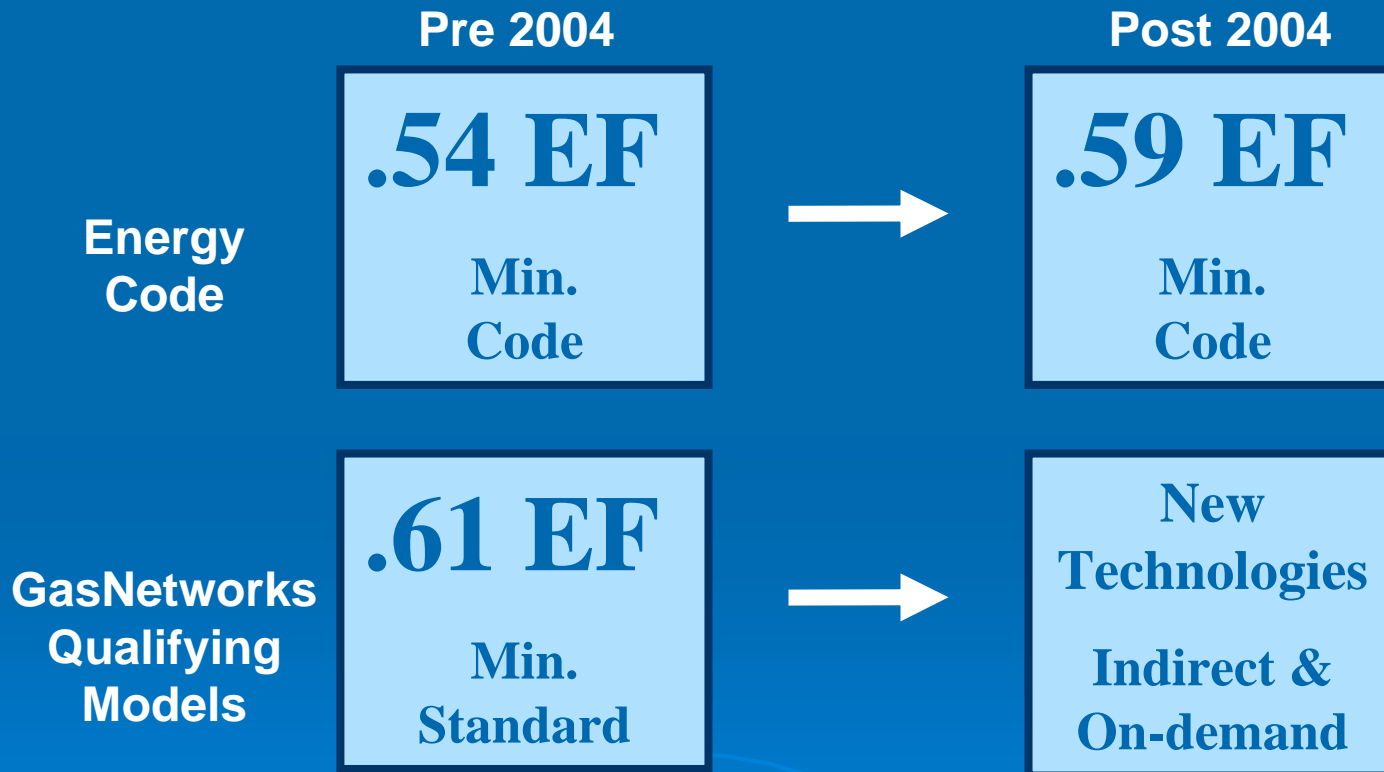 Pre 2004
Post 2004
Energy
Code
.54 EF
Min.
Code
.59 EF
Min.
Code
GasNetworks
Qualifying
Models
.61 EF
Min.
Standard
New
Technologies
Indirect &
On-demand